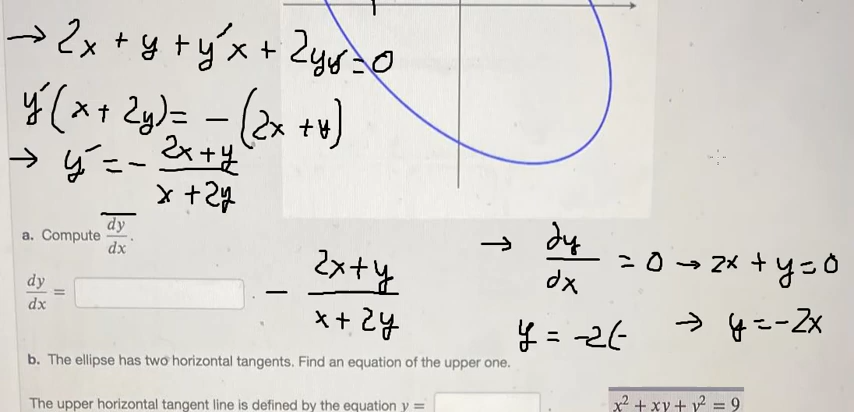 → 2x + y + y′x + 2yy′ = 0
y′(x + 2y) = − (2x + y)
→ y′ = − (2x + y)/(x + 2y)
a. Compute dy/dx.
dy/dx = − (2x+y)/(x + 2y)
→ dy/dx = 0 → 2x + y = 0
y = −2(− → y = −2x
b. The ellipse has two horizontal tangents. Find an equation of the upper one.
The upper horizontal tangent line is defined by the equation y =
x² + xy + y² = 9